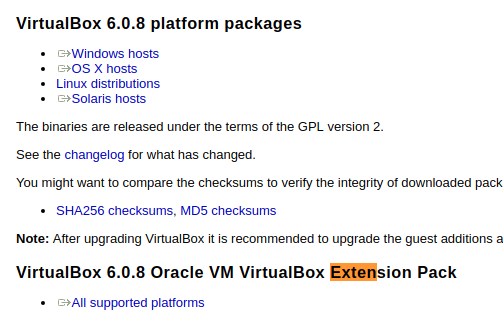 VirtualBox 6.0.8 platform packages
Windows hosts
OS X hosts
Linux distributions
Solaris hosts
The binaries are released under the terms of the GPL version 2.
See the changelog for what has changed.
You might want to compare the checksums to verify the integrity of downloaded pack
SHA256 checksums, MD5 checksums
Note: After upgrading VirtualBox it is recommended to upgrade the guest additions a
VirtualBox 6.0.8 Oracle VM VirtualBox Extension Pack
All supported platforms